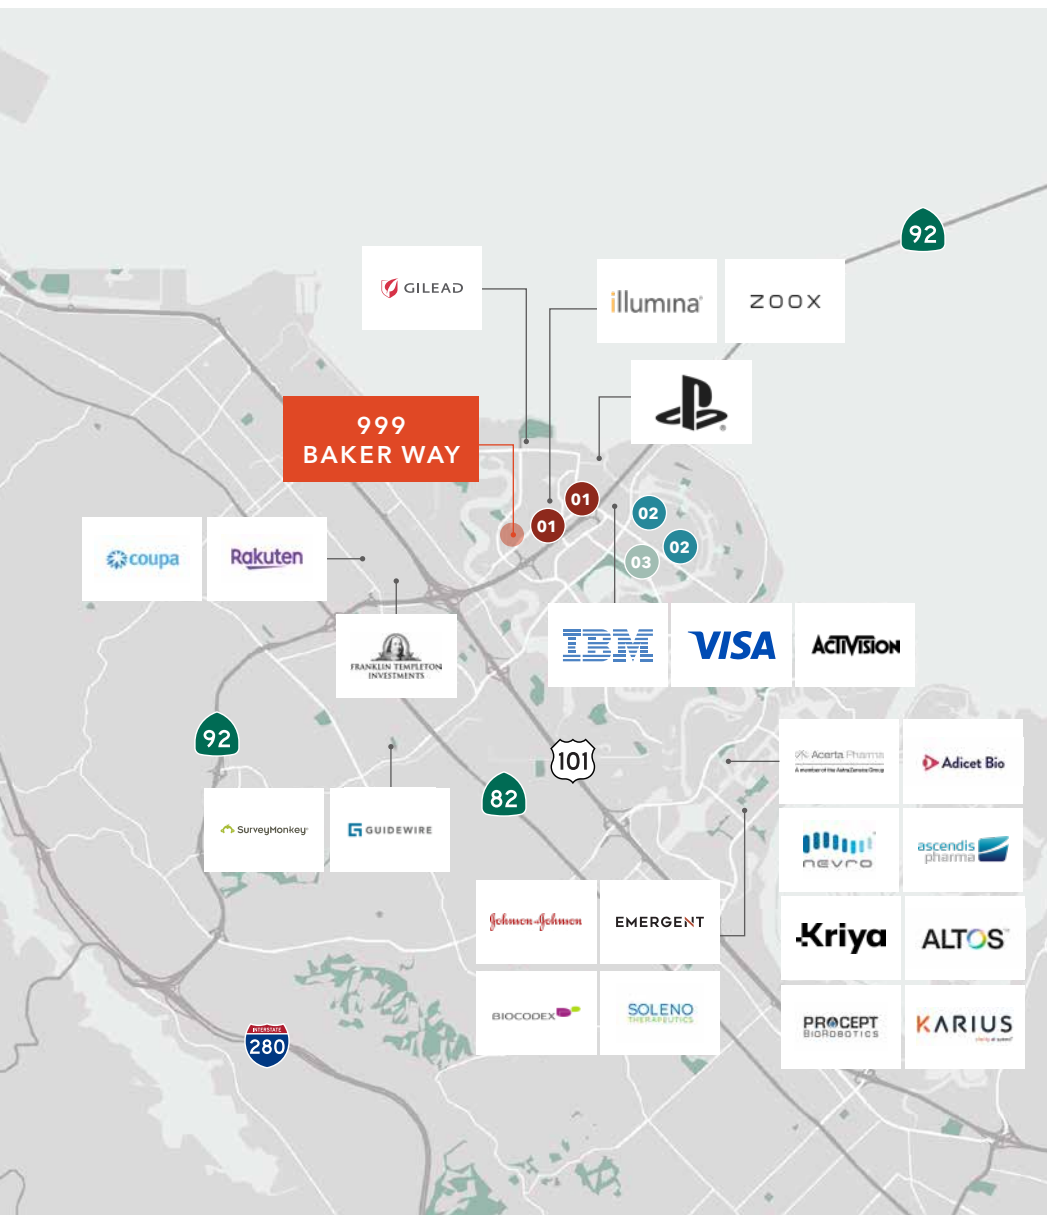 92
GILEAD
illumina®
ZOOX
999
BAKER WAY
01
01
02
02
03
coupa
Rakuten
FRANKLIN TEMPLETON
INVESTMENTS
IBM
VISA
ACTIVISION
92
101
82
Acerta Pharma
A member of the AstraZeneca Group
Adicet Bio
SurveyMonkey
GUIDEWIRE
nevro
ascendis
pharma
Johnson & Johnson
EMERGENT
Kriya
ALTOS™
BIOCODEX
SOLENO
THERAPEUTICS
PROCEPT
BIOROBOTICS
KARIUS
INTERSTATE
280